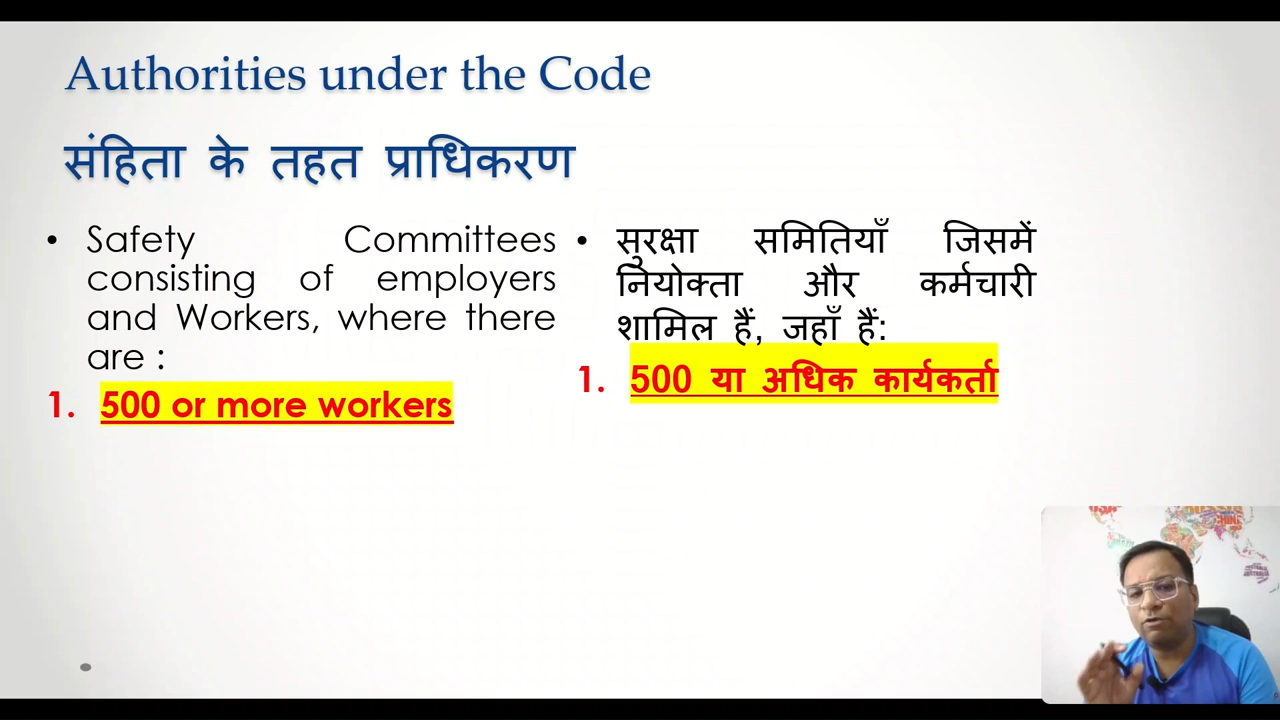 Authorities under the Code
संहिता के तहत प्राधिकरण
• Safety Committees
consisting of employers
and Workers, where there
are :
1. 500 or more workers
• सुरक्षा समितियाँ जिसमें
नियोक्ता और कर्मचारी
शामिल हैं, जहाँ हैं:
1. 500 या अधिक कार्यकर्ता